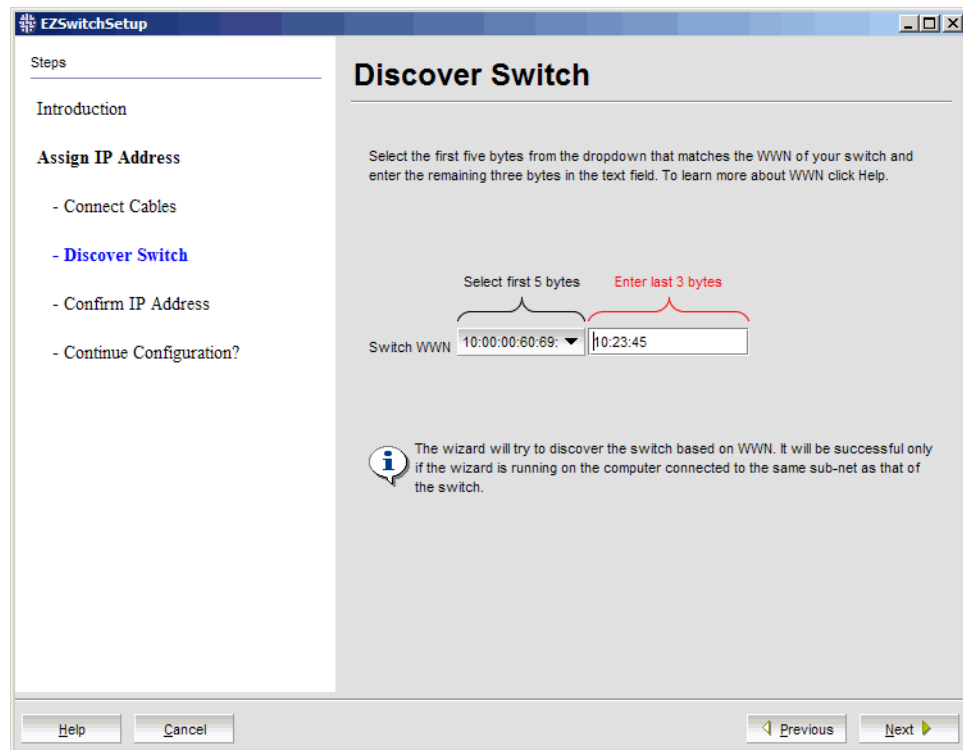 EZSwitchSetup
Steps
Introduction
Assign IP Address
- Connect Cables
- Discover Switch
- Confirm IP Address
- Continue Configuration?
Discover Switch
Select the first five bytes from the dropdown that matches the WWN of your switch and
enter the remaining three bytes in the text field. To learn more about WWN click Help.
Select first 5 bytes Enter last 3 bytes
Switch WWN 10:00:00:60:69: 10:23:45
The wizard will try to discover the switch based on WWN. It will be successful only
if the wizard is running on the computer connected to the same sub-net as that of
the switch.
Help Cancel Previous Next